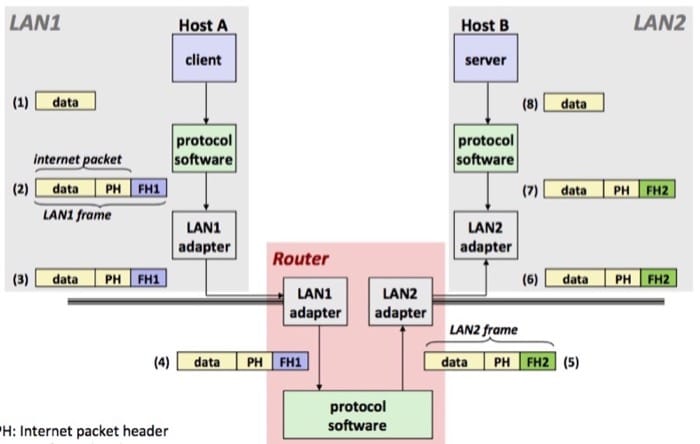 LAN1
Host A
client
(1) data
protocol
software
internet packet
(2) data PH FH1
LAN1 frame
LAN1
adapter
(3) data PH FH1
Host B
LAN2
server
(8) data
protocol
software
(7) data PH FH2
LAN2
adapter
(6) data PH FH2
Router
LAN1
adapter
LAN2
adapter
LAN2 frame
(4) data PH FH1
data PH FH2 (5)
protocol
software
PH: Internet packet header